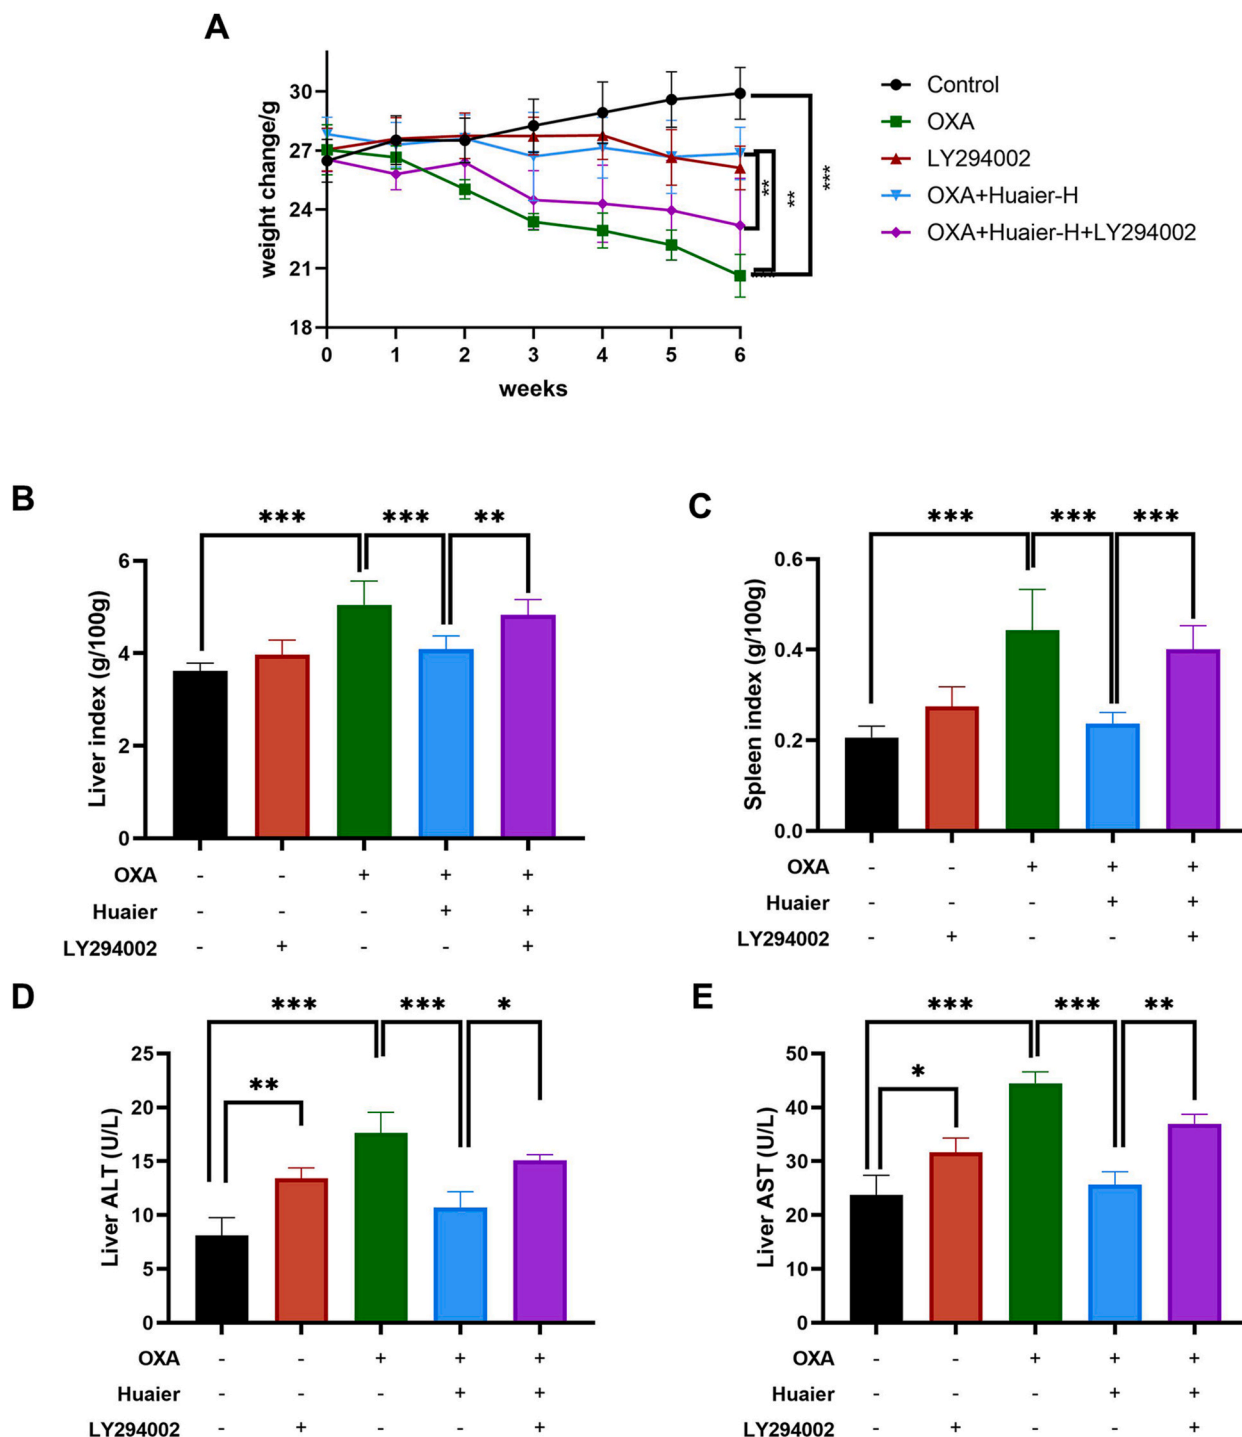 A
weight change/g
30
27
24
21
18
0 1 2 3 4 5 6
weeks
**
**
***
Control
OXA
LY294002
OXA+Huaier-H
OXA+Huaier-H+LY294002
B
*** *** **
Liver index (g/100g)
6
4
2
0
OXA - - + + +
Huaier - - - + +
LY294002 - + - - +
C
*** *** ***
Spleen index (g/100g)
0.6
0.4
0.2
0.0
OXA - - + + +
Huaier - - - + +
LY294002 - + - - +
D
*** *** *
**
Liver ALT (U/L)
25
20
15
10
5
0
OXA - - + + +
Huaier - - - + +
LY294002 - + - - +
E
*** *** **
*
Liver AST (U/L)
50
40
30
20
10
0
OXA - - + + +
Huaier - - - + +
LY294002 - + - - +